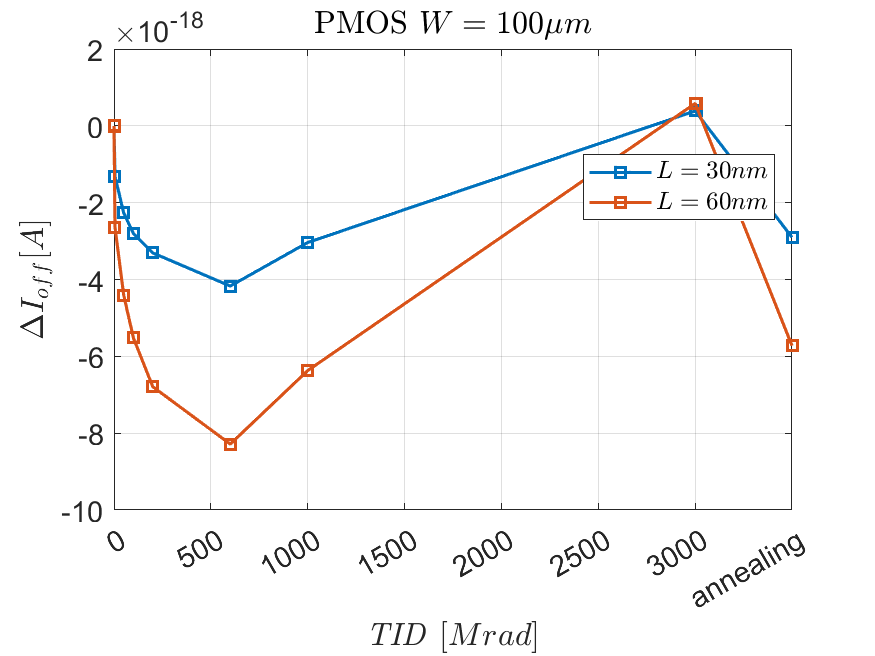 PMOS W = 100μm
×10-18
2
0
-2
-4
-6
-8
-10
ΔIoff[A]
L = 30nm
L = 60nm
0
500
1000
1500
2000
2500
3000
annealing
TID [Mrad]